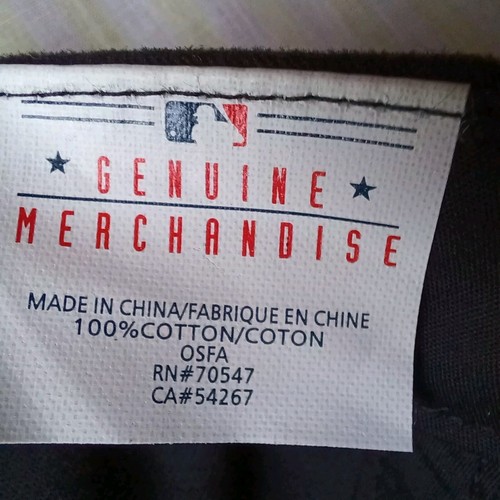 GENUINE
MERCHANDISE
MADE IN CHINA/FABRIQUE EN CHINE
100%COTTON/COTON
OSFA
RN#70547
CA#54267